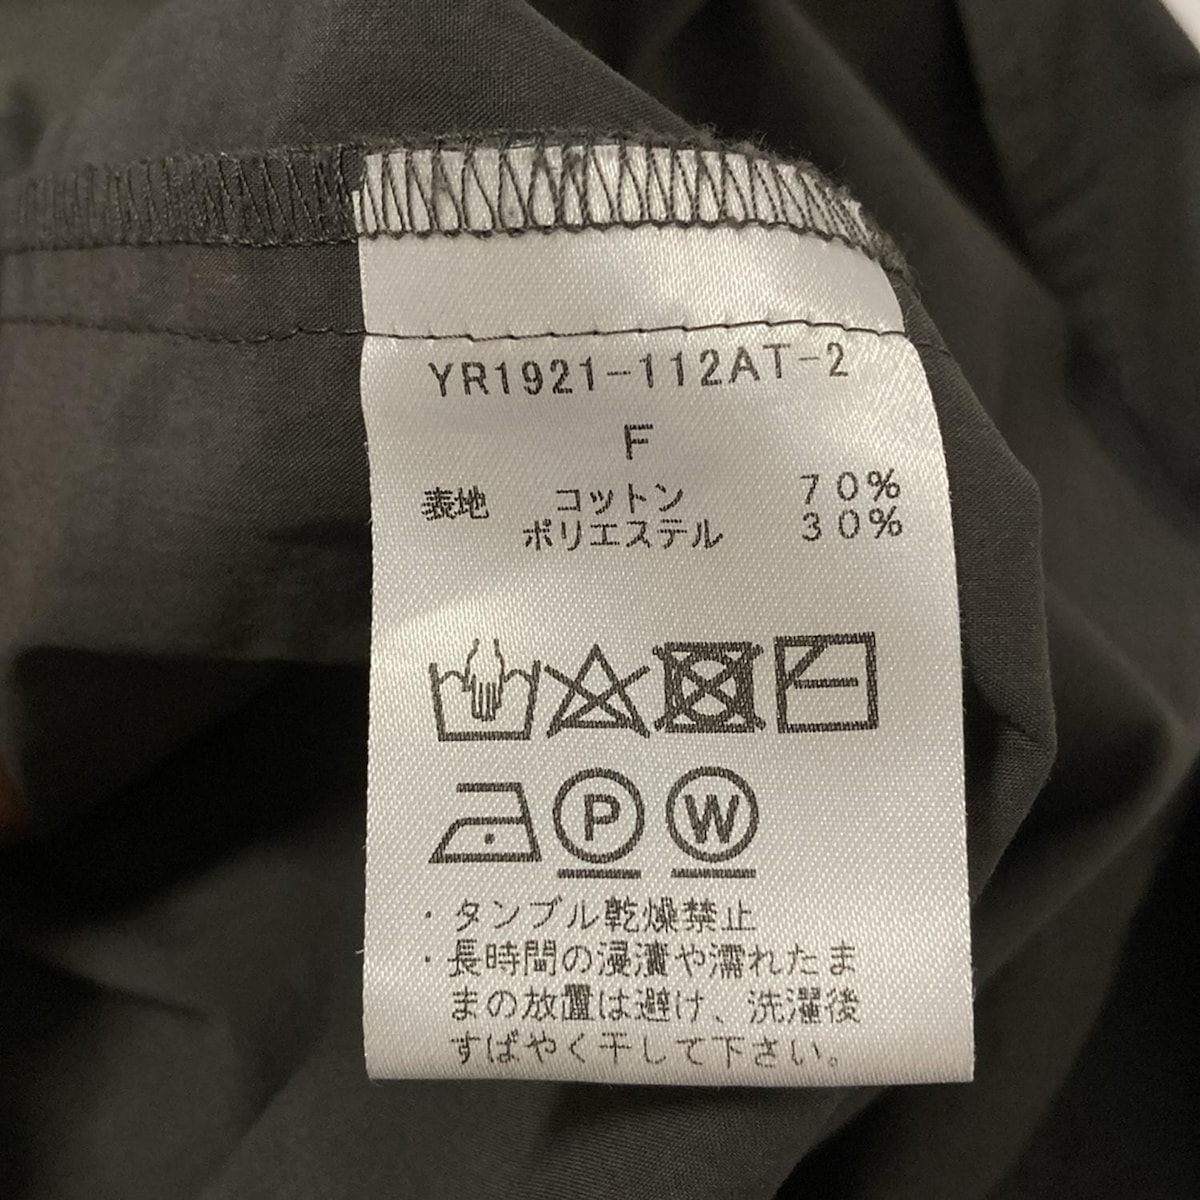 YR1921-112AT-2
F
表地 コットン 70%
ポリエステル 30%
P W
・タンブル乾燥禁止
・長時間の浸漬や濡れたま
まの放置は避け、洗濯後
すばやく干して下さい。